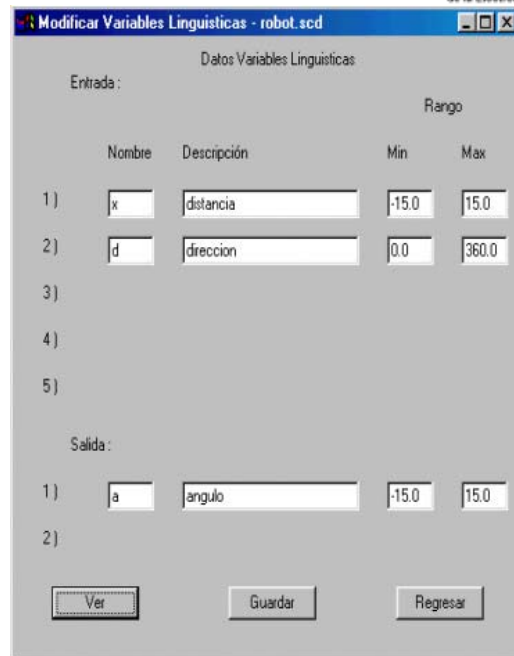 Modificar Variables Linguisticas - robot.scd
Datos Variables Linguisticas
Entrada :
Rango
Nombre Descripción Min Max
1 ) x distancia -15.0 15.0
2 ) d direccion 0.0 360.0
3 )
4 )
5 )
Salida :
1 ) a angulo -15.0 15.0
2 )
Ver Guardar Regresar